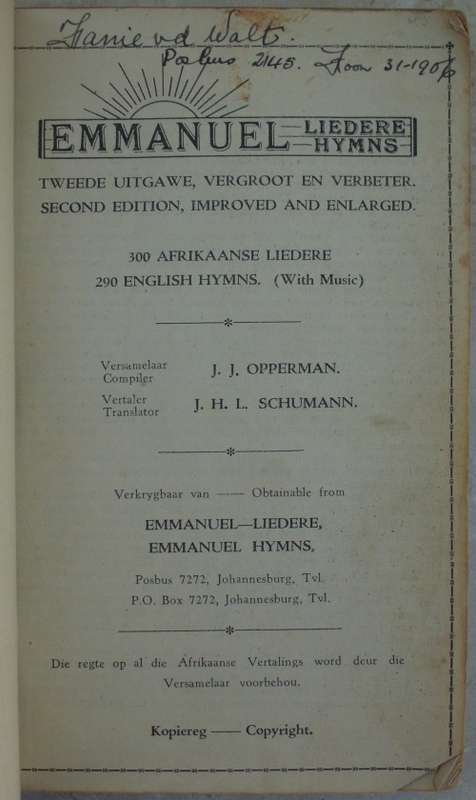 Fanie vd Walt.
Posbus 2145. Foon 31-1906
EMMANUEL LIEDERE HYMNS
TWEEDE UITGAWE, VERGROOT EN VERBETER.
SECOND EDITION, IMPROVED AND ENLARGED.
300 AFRIKAANSE LIEDERE
290 ENGLISH HYMNS. (With Music)
Versamelaar
Compiler J. J. OPPERMAN.
Vertaler
Translator J. H. L. SCHUMANN.
Verkrygbaar van —— Obtainable from
EMMANUEL—LIEDERE,
EMMANUEL HYMNS,
Posbus 7272, Johannesburg, Tvl.
P.O. Box 7272, Johannesburg, Tvl.
Die regte op al die Afrikaanse Vertalings word deur die
Versamelaar voorbehou.
Kopiereg —— Copyright.